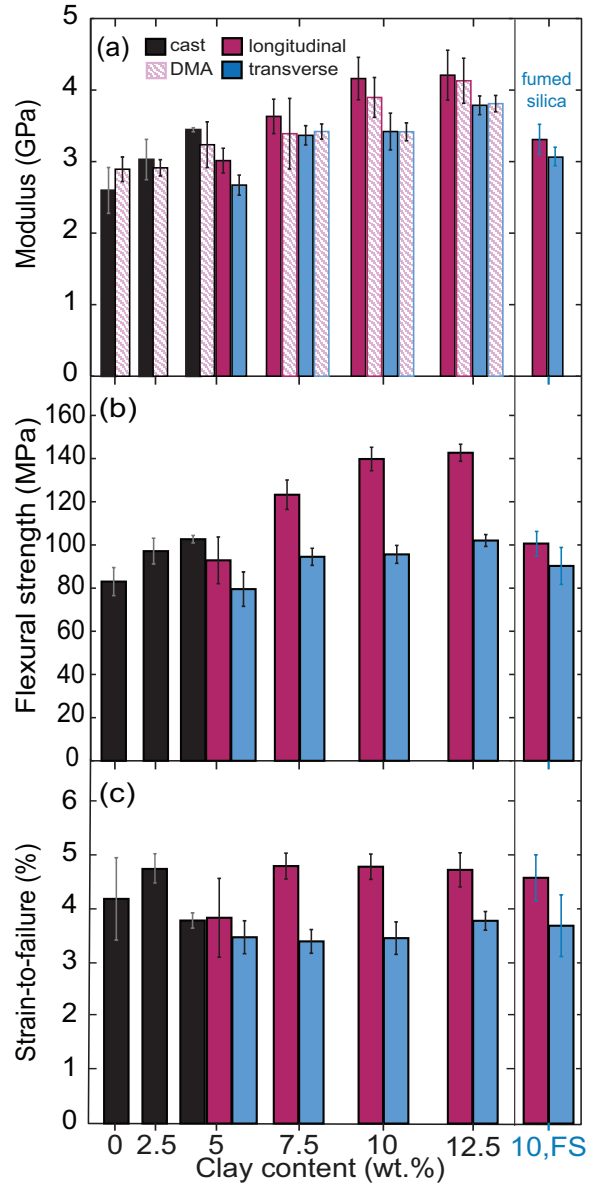 (a)
cast
longitudinal
DMA
transverse
fumed
silica
Modulus (GPa)
5
4
3
2
1
0
(b)
Flexural strength (MPa)
160
140
120
100
80
60
40
20
0
(c)
Strain-to-failure (%)
6
5
4
3
2
1
0
0 2.5 5 7.5 10 12.5 10,FS
Clay content (wt.%)